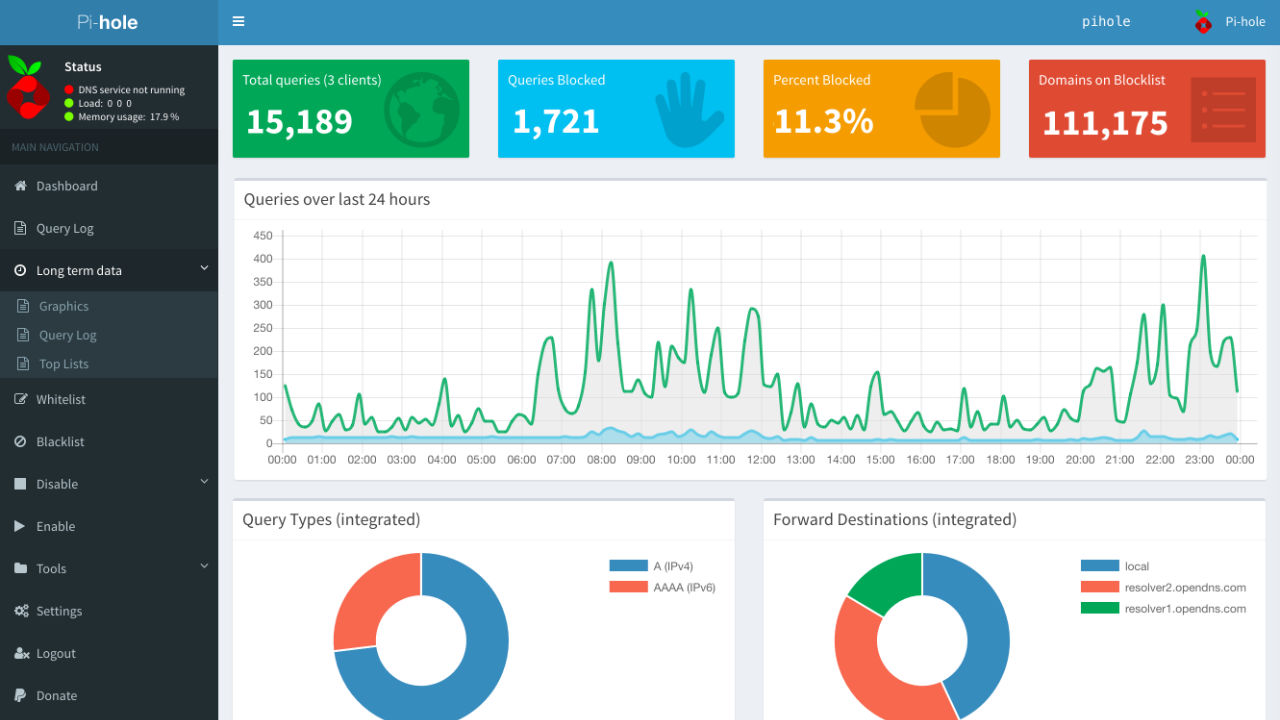 Pi-hole
pihole
Pi-hole
Status
DNS service not running
Load: 0 0 0
Memory usage: 17.9 %
MAIN NAVIGATION
Dashboard
Query Log
Long term data
Graphics
Query Log
Top Lists
Whitelist
Blacklist
Disable
Enable
Tools
Settings
Logout
Donate
Total queries (3 clients)
15,189
Queries Blocked
1,721
Percent Blocked
11.3%
Domains on Blocklist
111,175
Queries over last 24 hours
450
400
350
300
250
200
150
100
50
0
00:00 01:00 02:00 03:00 04:00 05:00 06:00 07:00 08:00 09:00 10:00 11:00 12:00 13:00 14:00 15:00 16:00 17:00 18:00 19:00 20:00 21:00 22:00 23:00 00:00
Query Types (integrated)
A (IPv4)
AAAA (IPv6)
Forward Destinations (integrated)
local
resolver2.opendns.com
resolver1.opendns.com